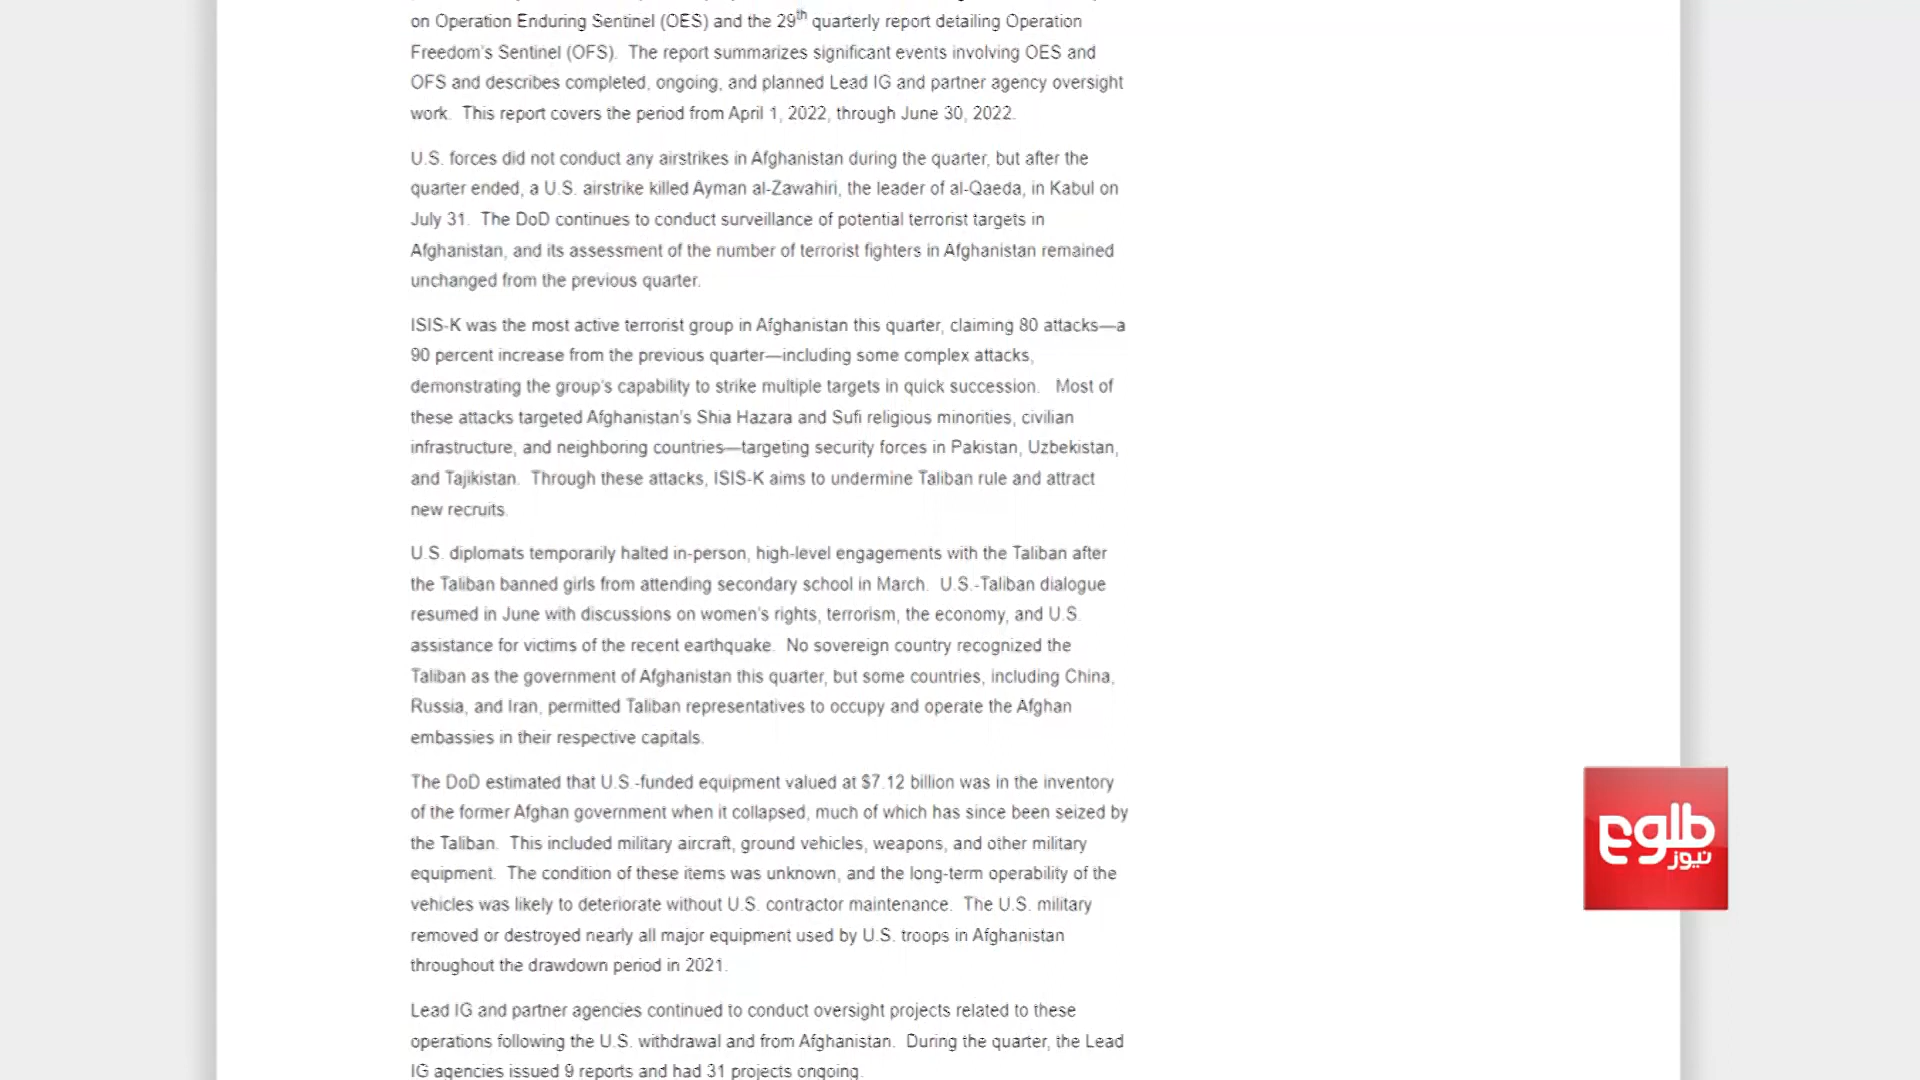 on Operation Enduring Sentinel (OES) and the 29th quarterly report detailing Operation
Freedom's Sentinel (OFS).  The report summarizes significant events involving OES and
OFS and describes completed, ongoing, and planned Lead IG and partner agency oversight
work.  This report covers the period from April 1, 2022, through June 30, 2022.
U.S. forces did not conduct any airstrikes in Afghanistan during the quarter, but after the
quarter ended, a U.S. airstrike killed Ayman al-Zawahiri, the leader of al-Qaeda, in Kabul on
July 31.  The DoD continues to conduct surveillance of potential terrorist targets in
Afghanistan, and its assessment of the number of terrorist fighters in Afghanistan remained
unchanged from the previous quarter.
ISIS-K was the most active terrorist group in Afghanistan this quarter, claiming 80 attacks—a
90 percent increase from the previous quarter—including some complex attacks,
demonstrating the group's capability to strike multiple targets in quick succession.   Most of
these attacks targeted Afghanistan's Shia Hazara and Sufi religious minorities, civilian
infrastructure, and neighboring countries—targeting security forces in Pakistan, Uzbekistan,
and Tajikistan.  Through these attacks, ISIS-K aims to undermine Taliban rule and attract
new recruits.
U.S. diplomats temporarily halted in-person, high-level engagements with the Taliban after
the Taliban banned girls from attending secondary school in March.  U.S.-Taliban dialogue
resumed in June with discussions on women's rights, terrorism, the economy, and U.S.
assistance for victims of the recent earthquake.  No sovereign country recognized the
Taliban as the government of Afghanistan this quarter, but some countries, including China,
Russia, and Iran, permitted Taliban representatives to occupy and operate the Afghan
embassies in their respective capitals.
The DoD estimated that U.S.-funded equipment valued at $7.12 billion was in the inventory
of the former Afghan government when it collapsed, much of which has since been seized by
the Taliban.  This included military aircraft, ground vehicles, weapons, and other military
equipment.  The condition of these items was unknown, and the long-term operability of the
vehicles was likely to deteriorate without U.S. contractor maintenance.  The U.S. military
removed or destroyed nearly all major equipment used by U.S. troops in Afghanistan
throughout the drawdown period in 2021.
Lead IG and partner agencies continued to conduct oversight projects related to these
operations following the U.S. withdrawal and from Afghanistan.  During the quarter, the Lead
IG agencies issued 9 reports and had 31 projects ongoing.
طلوع
نیوز